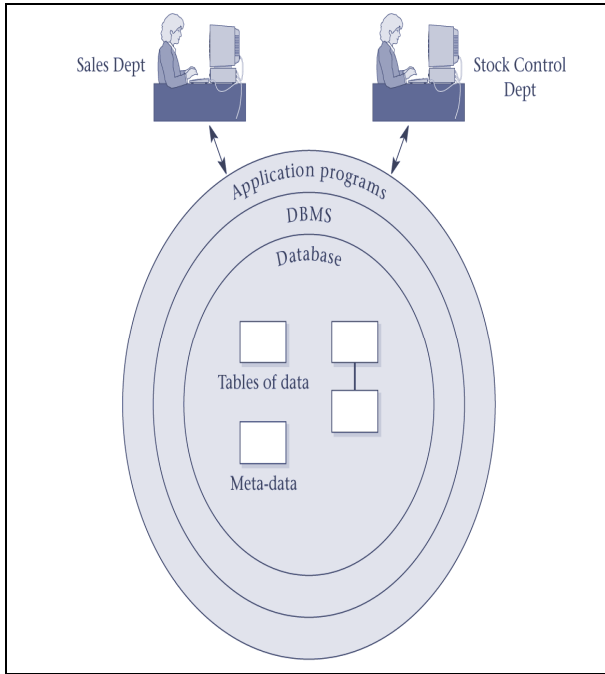 Sales Dept
Stock Control
Dept
Application programs
DBMS
Database
Tables of data
Meta-data